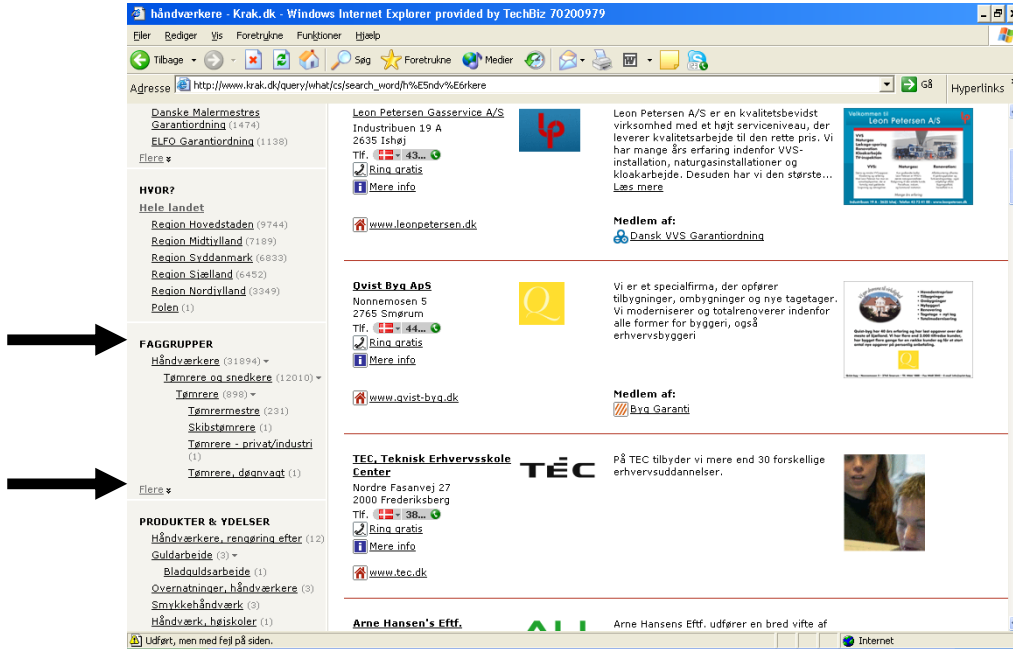 håndværkere - Krak.dk - Windows Internet Explorer provided by TechBiz 70200979
Filer Rediger Vis Foretrukne Funktioner Hjælp
Tilbage Søg Foretrukne Medier
Adresse http://www.krak.dk/query/what/cs/search_word/h%E5ndv%E6rkere Gå Hyperlinks
Danske Malermestres
Garantiordning (1474)
ELFO Garantiordning (1138)
Flere
HVOR?
Hele landet
Region Hovedstaden (9744)
Region Midtjylland (7189)
Region Syddanmark (6833)
Region Sjælland (6452)
Region Nordjylland (3349)
Polen (1)
FAGGRUPPER
Håndværkere (31894)
Tømrere og snedkere (12010)
Tømrere (898)
Tømrermestre (231)
Skibstømrere (1)
Tømrere - privat/industri
(1)
Tømrere, døgnvagt (1)
Flere
PRODUKTER & YDELSER
Håndværkere, rengøring efter (12)
Guldarbejde (3)
Bladguldsarbejde (1)
Overnatninger, håndværkere (3)
Smykkehåndværk (3)
Håndværk, højskoler (1)
Leon Petersen Gasservice A/S
Industribuen 19 A
2635 Ishøj
Tlf. 43...
Ring gratis
Mere info
www.leonpetersen.dk
lp
Leon Petersen A/S er en kvalitetsbevidst
virksomhed med et højt serviceniveau, der
leverer kvalitetsarbejde til den rette pris. Vi
har mange års erfaring indenfor VVS-
installation, naturgasinstallationer og
kloakarbejde. Desuden har vi den største...
Læs mere
Medlem af:
Dansk VVS Garantiordning
Velkommen til
Leon Petersen A/S
Qvist Byg ApS
Nonnemosen 5
2765 Smørum
Tlf. 44...
Ring gratis
Mere info
www.qvist-byg.dk
Q
Vi er et specialfirma, der opfører
tilbygninger, ombygninger og nye tagetager.
Vi moderniserer og totalrenoverer indenfor
alle former for byggeri, også
erhvervsbyggeri
Medlem af:
Byg Garanti
TEC, Teknisk Erhvervsskole
Center
Nordre Fasanvej 27
2000 Frederiksberg
Tlf. 38...
Ring gratis
Mere info
www.tec.dk
TEC
På TEC tilbyder vi mere end 30 forskellige
erhvervsuddannelser.
Arne Hansen's Eftf.
Arne Hansens Eftf. udfører en bred vifte af
Udført, men med fejl på siden. Internet